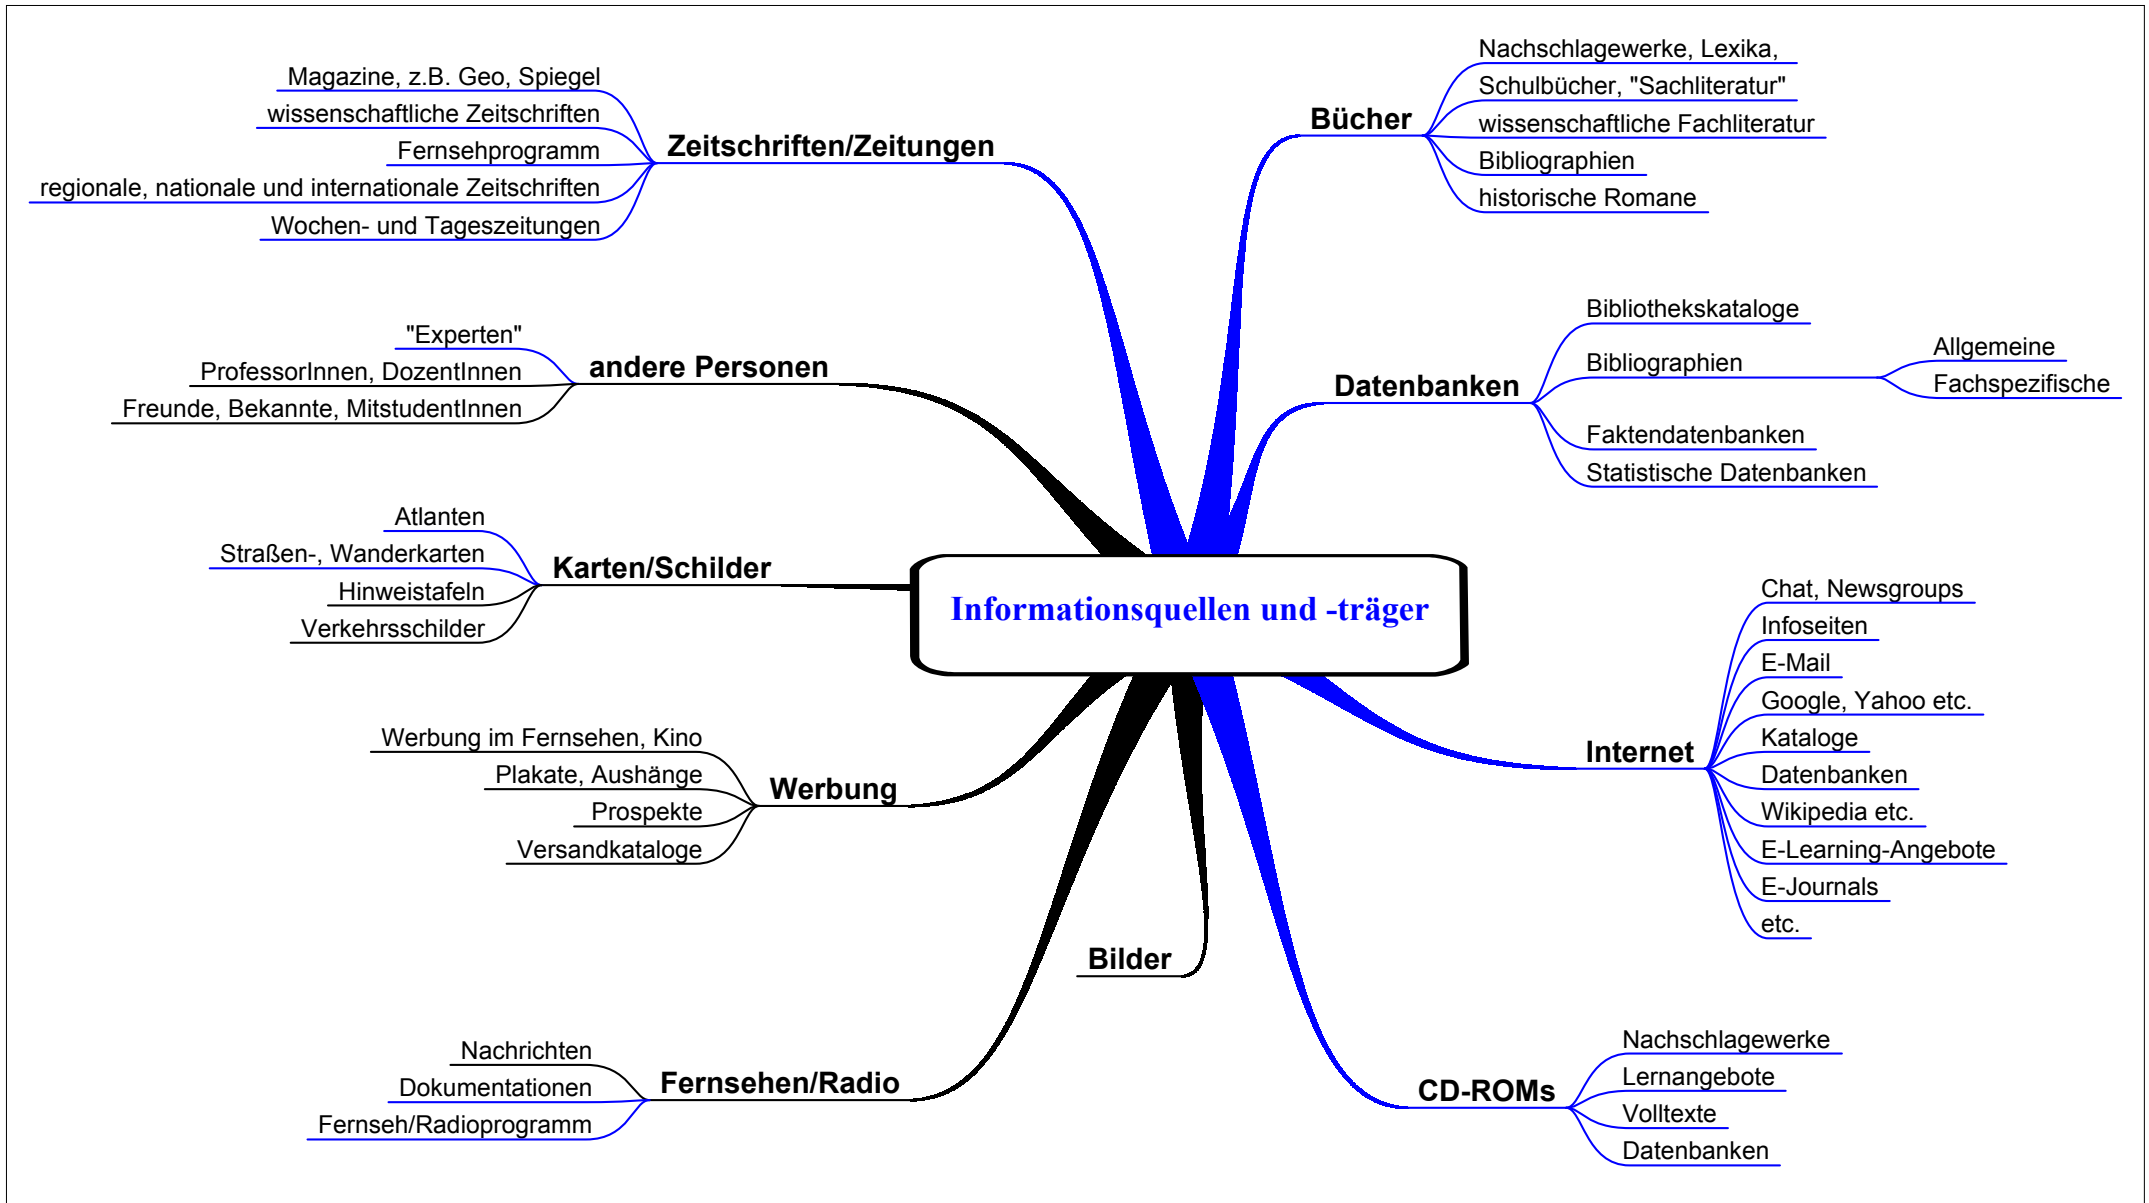 Informationsquellen und -träger
Zeitschriften/Zeitungen
Magazine, z.B. Geo, Spiegel
wissenschaftliche Zeitschriften
Fernsehprogramm
regionale, nationale und internationale Zeitschriften
Wochen- und Tageszeitungen
andere Personen
"Experten"
ProfessorInnen, DozentInnen
Freunde, Bekannte, MitstudentInnen
Karten/Schilder
Atlanten
Straßen-, Wanderkarten
Hinweistafeln
Verkehrsschilder
Werbung
Werbung im Fernsehen, Kino
Plakate, Aushänge
Prospekte
Versandkataloge
Fernsehen/Radio
Nachrichten
Dokumentationen
Fernseh/Radioprogramm
Bilder
Bücher
Nachschlagewerke, Lexika,
Schulbücher, "Sachliteratur"
wissenschaftliche Fachliteratur
Bibliographien
historische Romane
Datenbanken
Bibliothekskataloge
Bibliographien
Allgemeine
Fachspezifische
Faktendatenbanken
Statistische Datenbanken
Internet
Chat, Newsgroups
Infoseiten
E-Mail
Google, Yahoo etc.
Kataloge
Datenbanken
Wikipedia etc.
E-Learning-Angebote
E-Journals
etc.
CD-ROMs
Nachschlagewerke
Lernangebote
Volltexte
Datenbanken